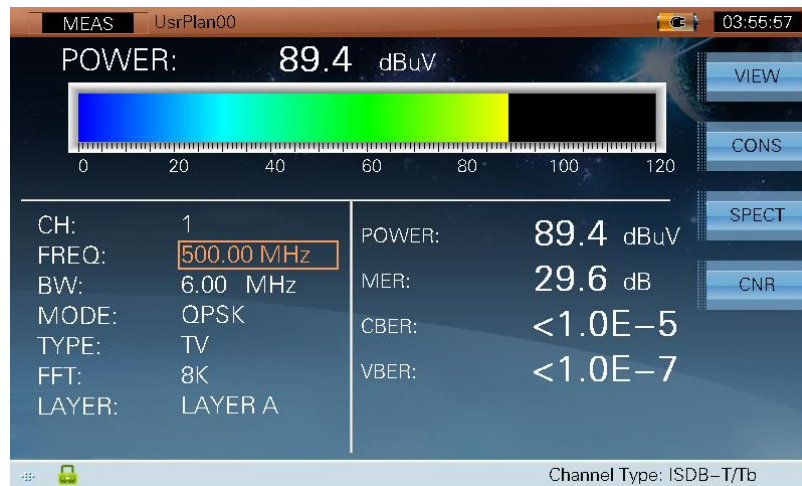 MEAS UsrPlan00 03:55:57
POWER: 89.4 dBuV
VIEW
0 20 40 60 80 100 120
CONS
SPECT
CNR
CH: 1
FREQ: 500.00 MHz
BW: 6.00 MHz
MODE: QPSK
TYPE: TV
FFT: 8K
LAYER: LAYER A
POWER: 89.4 dBuV
MER: 29.6 dB
CBER: <1.0E–5
VBER: <1.0E–7
Channel Type: ISDB–T/Tb